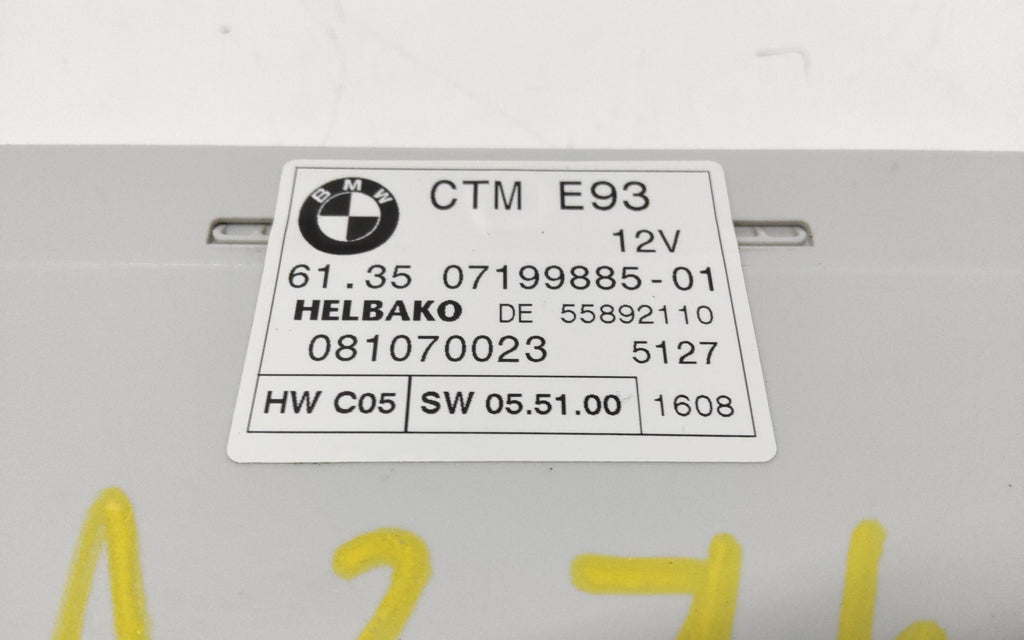 BMW
CTM E93
12V
61.35 07199885-01
HELBAKO DE 55892110
081070023 5127
HW C05 SW 05.51.00 1608